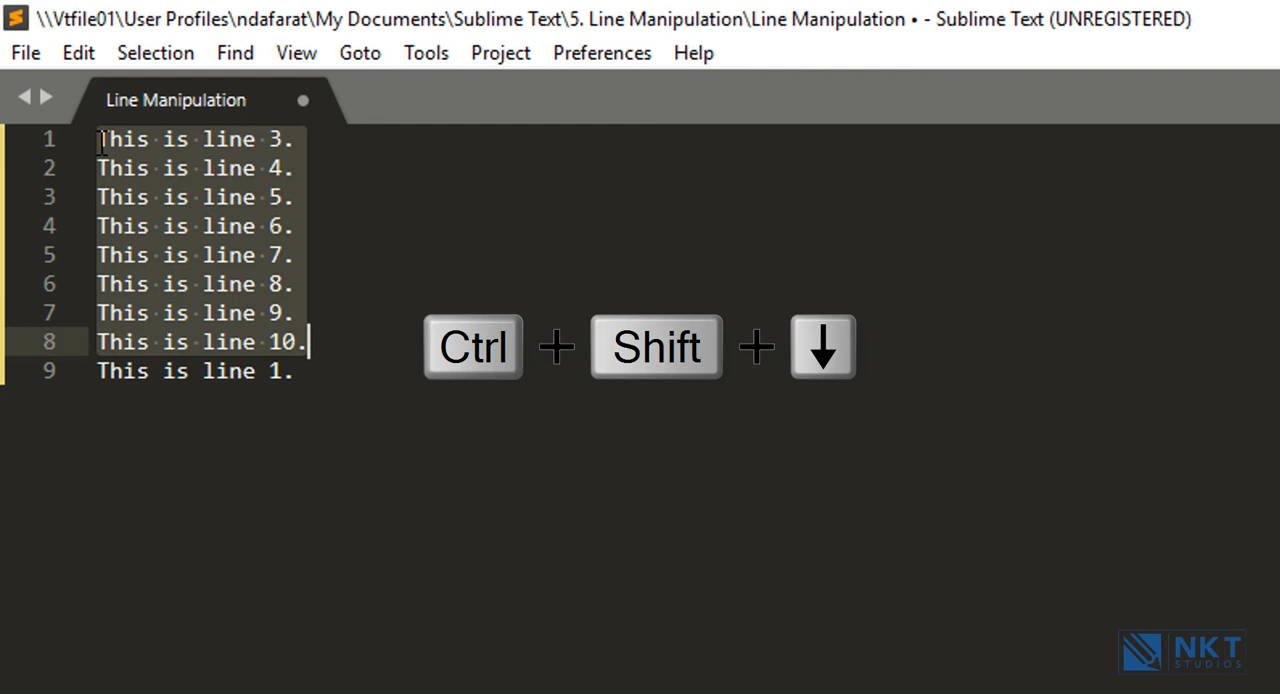 \\Vtfile01\User Profiles\ndafarat\My Documents\Sublime Text\5. Line Manipulation\Line Manipulation • - Sublime Text (UNREGISTERED)
File Edit Selection Find View Goto Tools Project Preferences Help
Line Manipulation
1 This is line 3.
2 This is line 4.
3 This is line 5.
4 This is line 6.
5 This is line 7.
6 This is line 8.
7 This is line 9.
8 This is line 10.
9 This is line 1.
Ctrl + Shift + ↓
NKT
STUDIOS